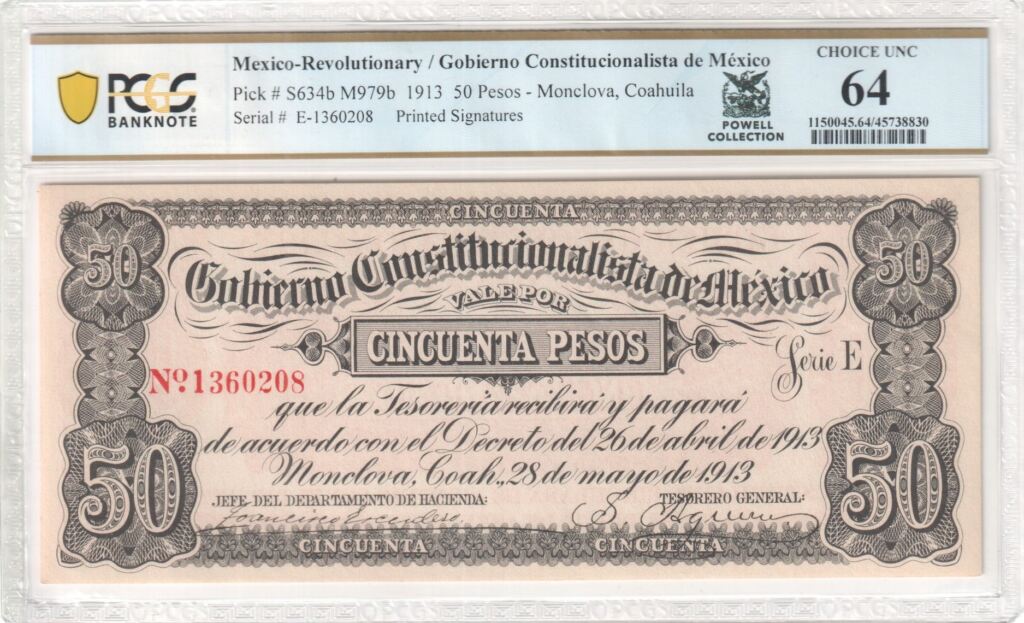 PCGS
BANKNOTE
Mexico-Revolutionary / Gobierno Constitucionalista de México
Pick # S634b M979b 1913 50 Pesos - Monclova, Coahuila
Serial # E-1360208 Printed Signatures
POWELL
COLLECTION
CHOICE UNC
64
1150045.64/45738830
CINCUENTA
50
50
Gobierno Constitucionalista de México
VALE POR
CINCUENTA PESOS
Serie E
Nº 1360208
que la Tesorería recibirá y pagará
de acuerdo con el Decreto del 26 de abril de 1913
Monclova, Coah., 28 de mayo de 1913
50
50
JEFE DEL DEPARTAMENTO DE HACIENDA: TESORERO GENERAL:
CINCUENTA CINCUENTA